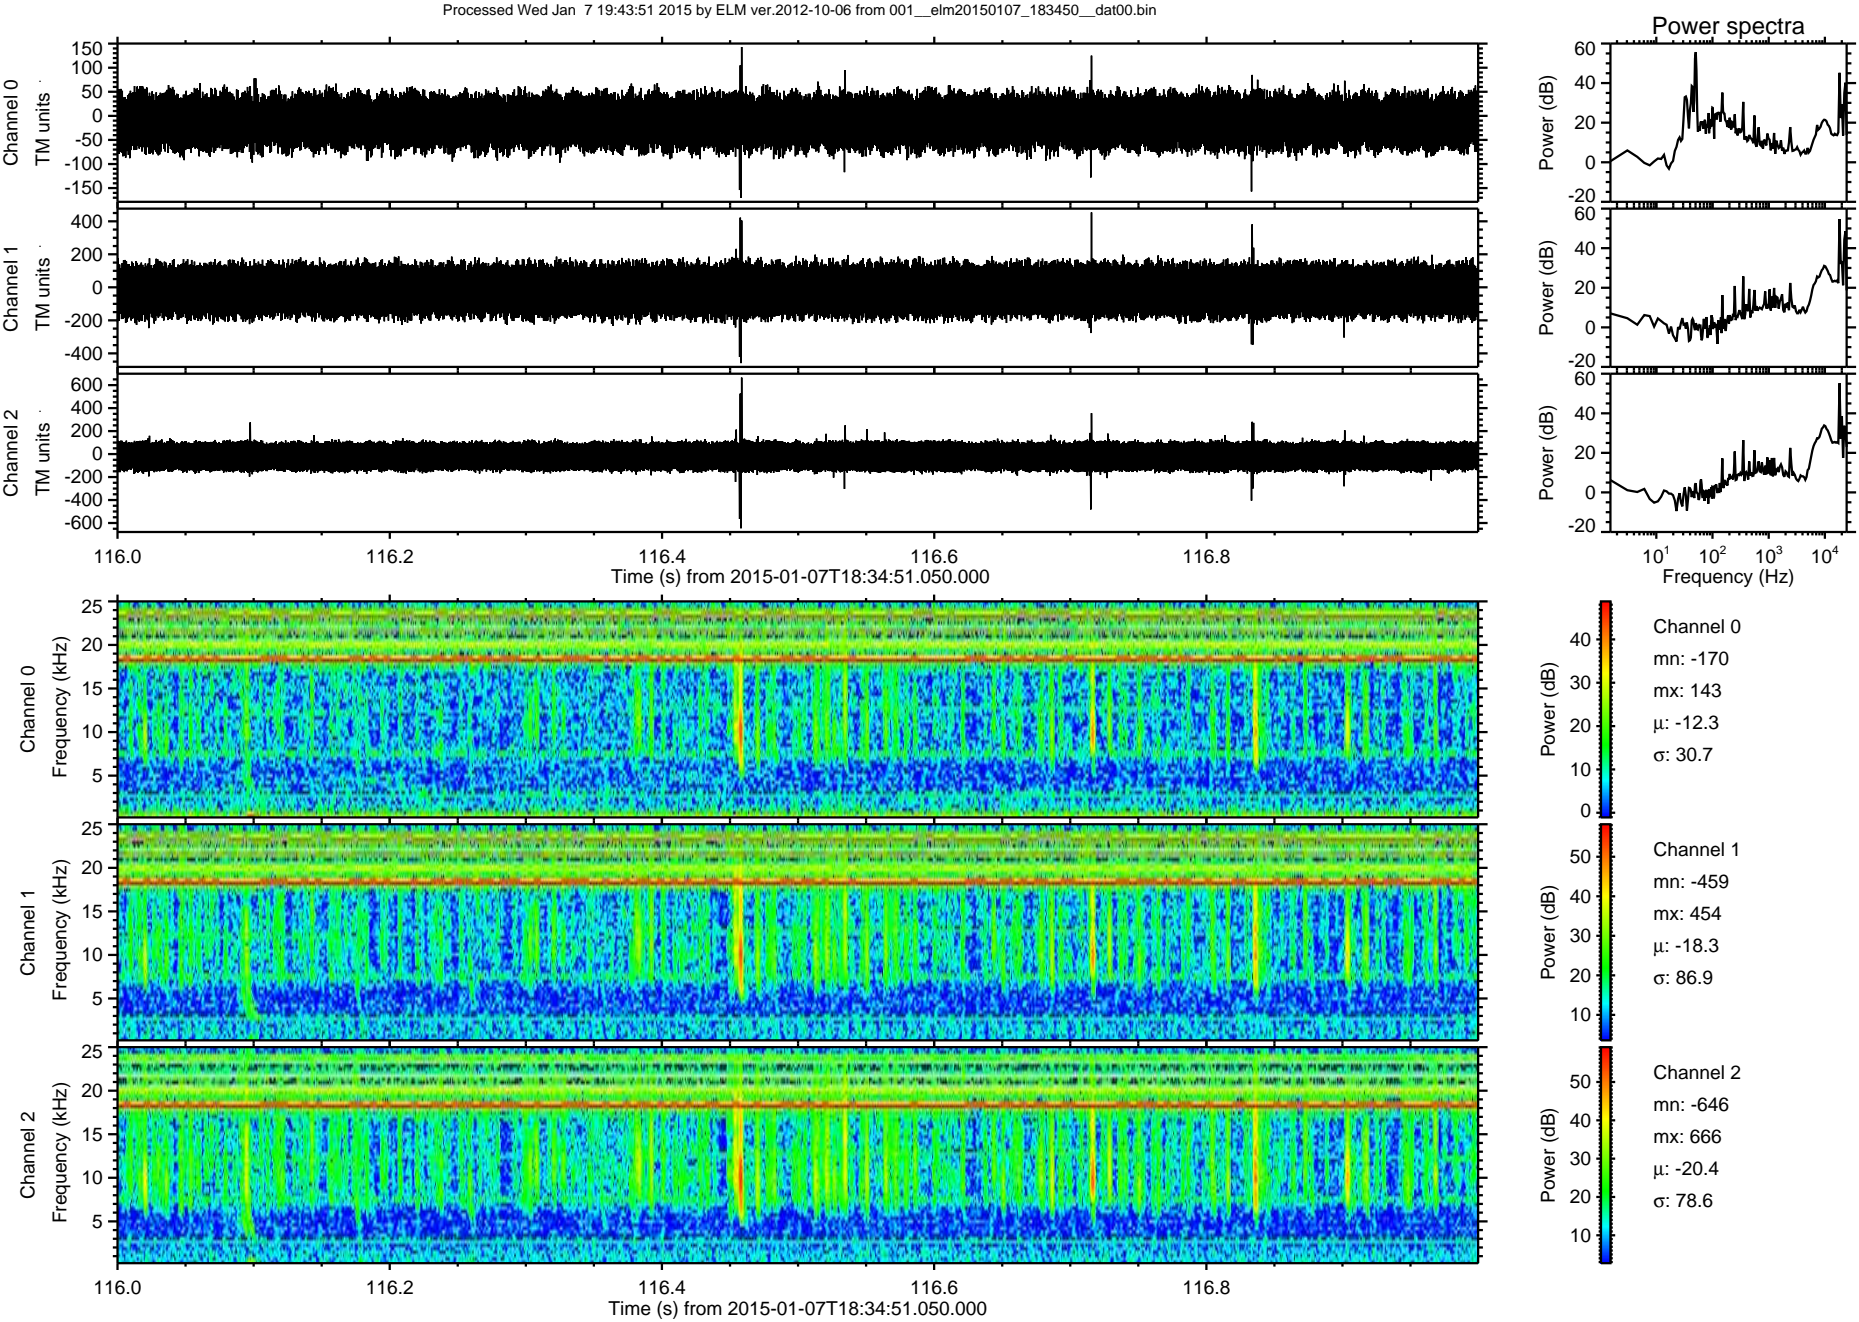 Processed Wed Jan  7 19:43:51 2015 by ELM ver.2012-10-06 from 001__elm20150107_183450__dat00.bin
Power spectra
Channel 0
TM units
150
100
50
0
-50
-100
-150
Power (dB)
60
40
20
0
-20
Channel 1
TM units
400
200
0
-200
-400
Power (dB)
60
40
20
0
-20
Channel 2
TM units
600
400
200
0
-200
-400
-600
Power (dB)
60
40
20
0
-20
116.0 116.2 116.4 116.6 116.8
Time (s) from 2015-01-07T18:34:51.050.000
10¹ 10² 10³ 10⁴
Frequency (Hz)
Channel 0
Frequency (kHz)
25
20
15
10
5
Power (dB)
40
30
20
10
0
Channel 0
mn: -170
mx: 143
μ: -12.3
σ: 30.7
Channel 1
Frequency (kHz)
25
20
15
10
5
Power (dB)
50
40
30
20
10
Channel 1
mn: -459
mx: 454
μ: -18.3
σ: 86.9
Channel 2
Frequency (kHz)
25
20
15
10
5
Power (dB)
50
40
30
20
10
Channel 2
mn: -646
mx: 666
μ: -20.4
σ: 78.6
116.0 116.2 116.4 116.6 116.8
Time (s) from 2015-01-07T18:34:51.050.000